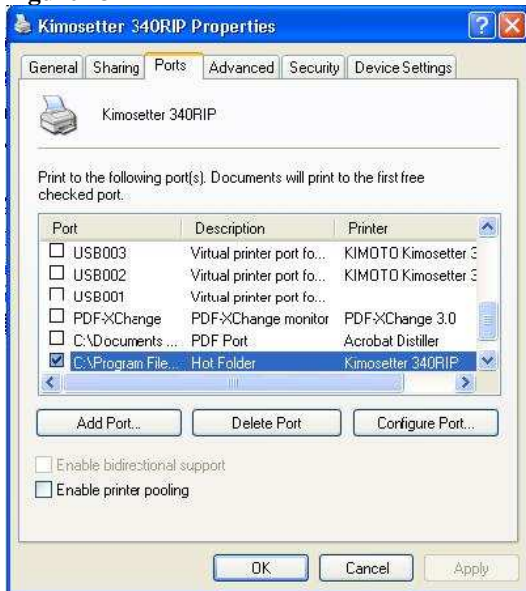 Kimosetter 340RIP Properties
General Sharing Ports Advanced Security Device Settings
Kimosetter 340RIP
Print to the following port(s). Documents will print to the first free
checked port.
Port Description Printer
USB003 Virtual printer port fo... KIMOTO Kimosetter 3
USB002 Virtual printer port fo... KIMOTO Kimosetter 3
USB001 Virtual printer port fo...
PDF-XChange PDF-XChange monitor PDF-XChange 3.0
C:\Documents ... PDF Port Acrobat Distiller
C:\Program File... Hot Folder Kimosetter 340RIP
Add Port... Delete Port Configure Port...
Enable bidirectional support
Enable printer pooling
OK Cancel Apply